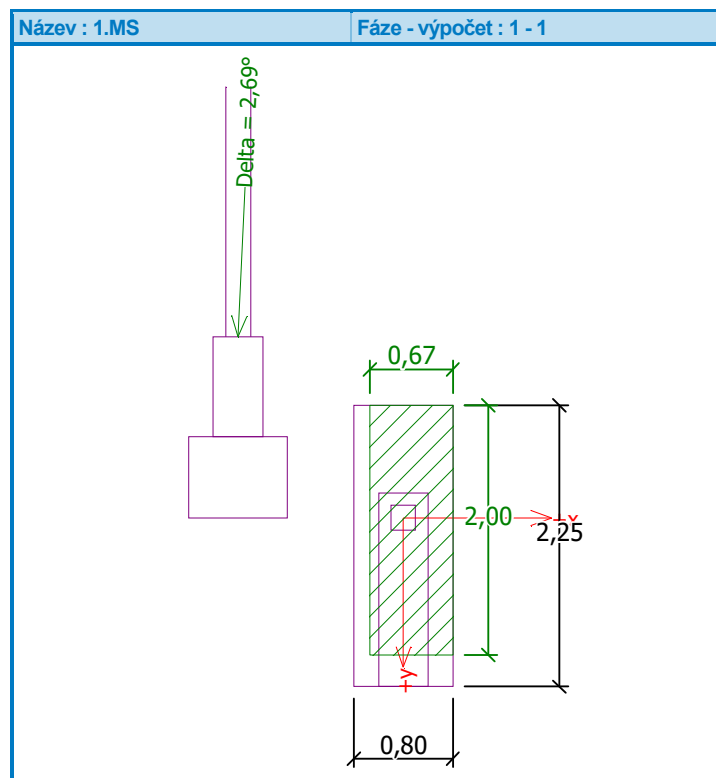 Název : 1.MS
Fáze - výpočet : 1 - 1
Delta = 2,69°
0,67
2,00
+x
2,25
+y
0,80